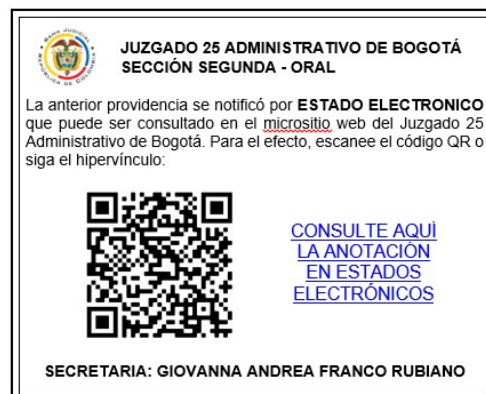 JUZGADO 25 ADMINISTRATIVO DE BOGOTÁ
SECCIÓN SEGUNDA - ORAL
La anterior providencia se notificó por ESTADO ELECTRONICO
que puede ser consultado en el micrositio web del Juzgado 25
Administrativo de Bogotá. Para el efecto, escanee el código QR o
siga el hipervínculo:
CONSULTE AQUÌ
LA ANOTACIÓN
EN ESTADOS
ELECTRÓNICOS
SECRETARIA: GIOVANNA ANDREA FRANCO RUBIANO